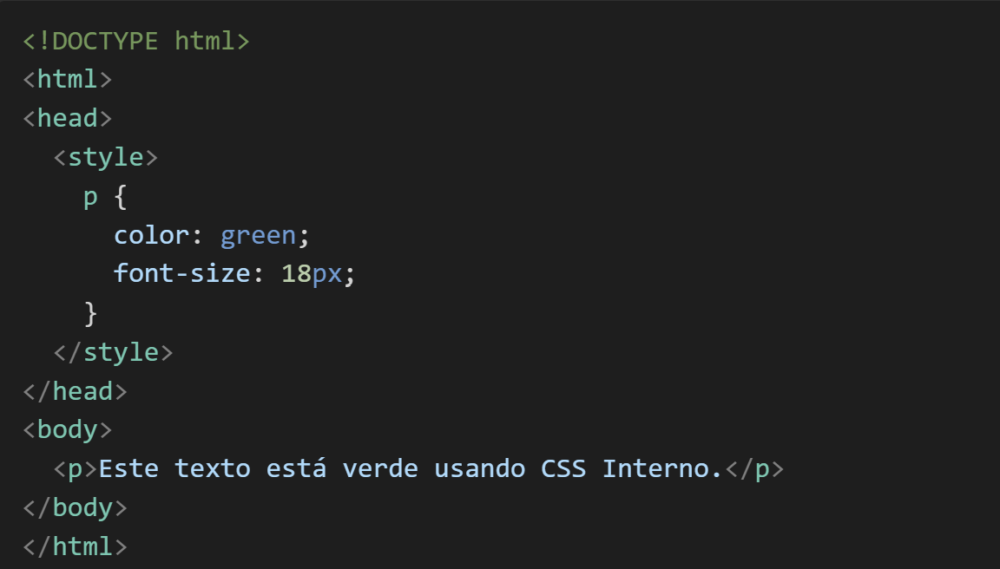 <!DOCTYPE html>
<html>
<head>
  <style>
    p {
      color: green;
      font-size: 18px;
    }
  </style>
</head>
<body>
  <p>Este texto está verde usando CSS Interno.</p>
</body>
</html>